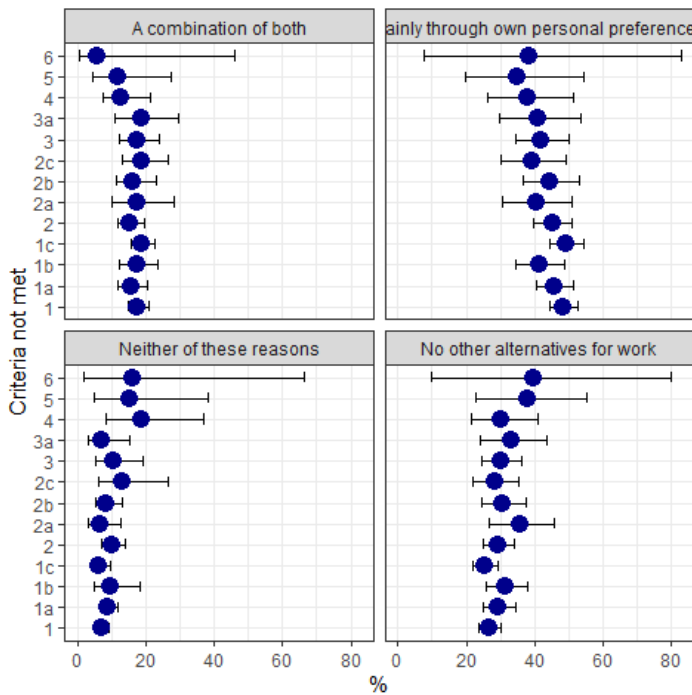 A combination of both
ainly through own personal preference
6
5
4
3a
3
2c
2b
2a
2
1c
1b
1a
1
Neither of these reasons
No other alternatives for work
6
5
4
3a
3
2c
2b
2a
2
1c
1b
1a
1
0 20 40 60 80
0 20 40 60 80
%
Criteria not met